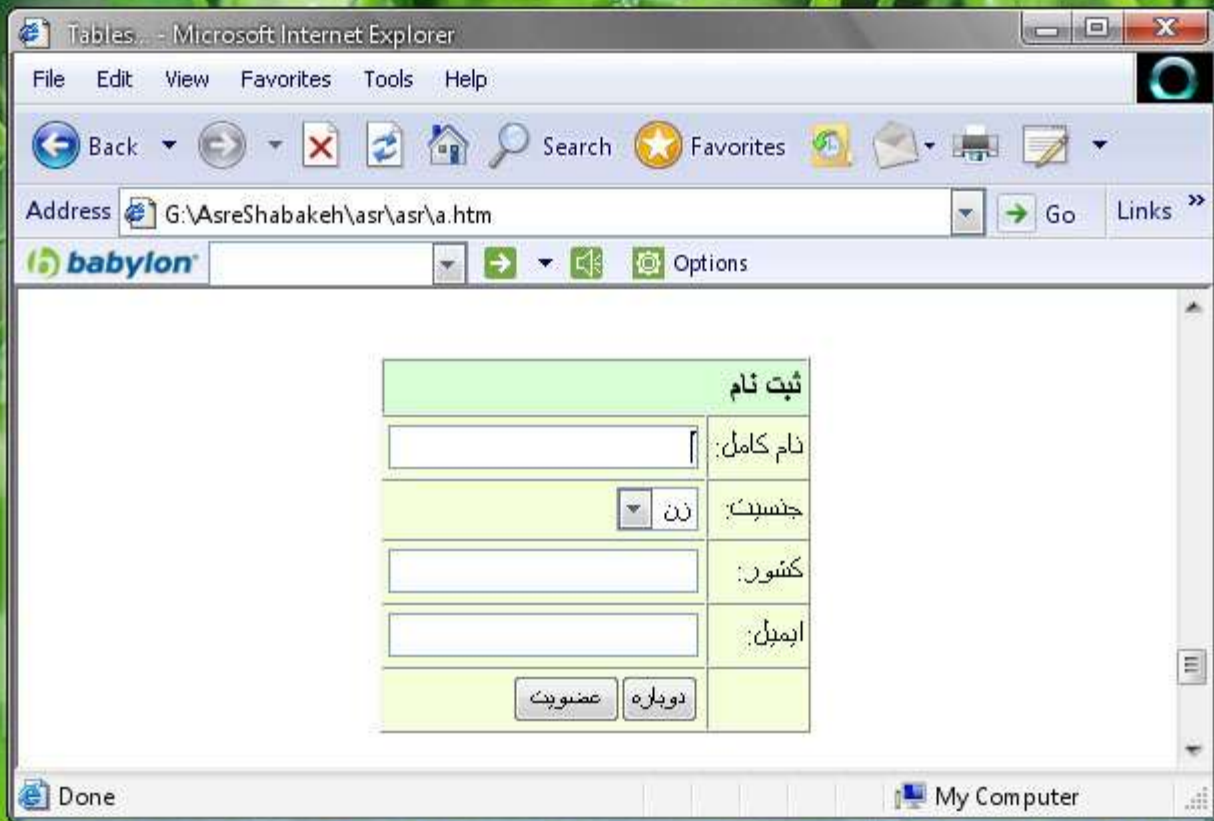 Tables... - Microsoft Internet Explorer
File Edit View Favorites Tools Help
Back Search Favorites
Address G:\AsreShabakeh\asr\asr\a.htm Go Links »
babylon Options
ثبت نام
نام کامل:
جنسیت: زن
کشور:
ایمیل:
دوباره عضویت
Done My Computer